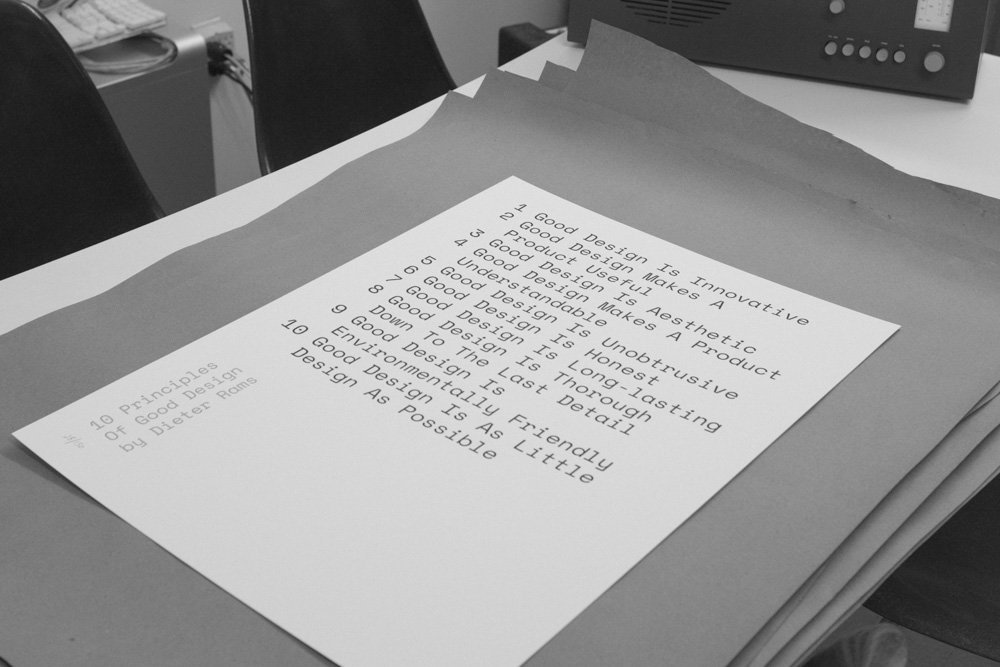 1 Good Design Is Innovative
2 Good Design Makes A
Product Useful
3 Good Design Is Aesthetic
4 Good Design Makes A Product
Understandable
5 Good Design Is Unobtrusive
6 Good Design Is Honest
7 Good Design Is Long-lasting
8 Good Design Is Thorough
Down To The Last Detail
9 Good Design Is
Environmentally Friendly
10 Good Design Is As Little
Design As Possible
10 Principles
Of Good Design
by Dieter Rams